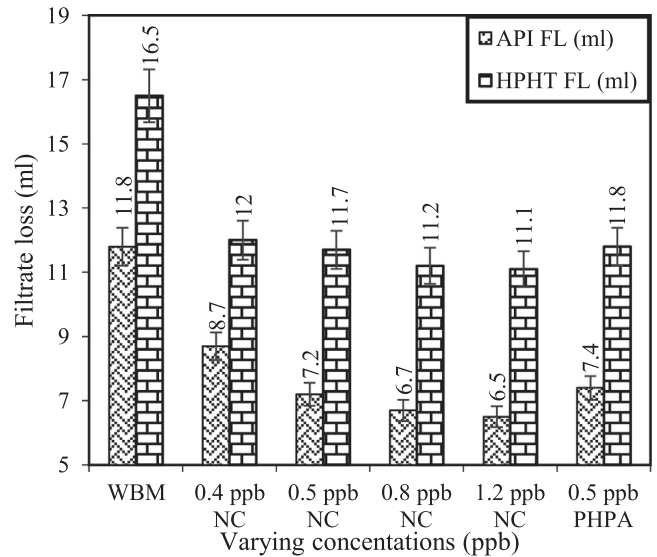 19
17
15
13
11
9
7
5
Filtrate loss (ml)
API FL (ml)
HPHT FL (ml)
11.8
16.5
8.7
12
7.2
11.7
6.7
11.2
6.5
11.1
7.4
11.8
WBM
0.4 ppb
NC
0.5 ppb
NC
0.8 ppb
NC
1.2 ppb
NC
0.5 ppb
PHPA
Varying concentations (ppb)